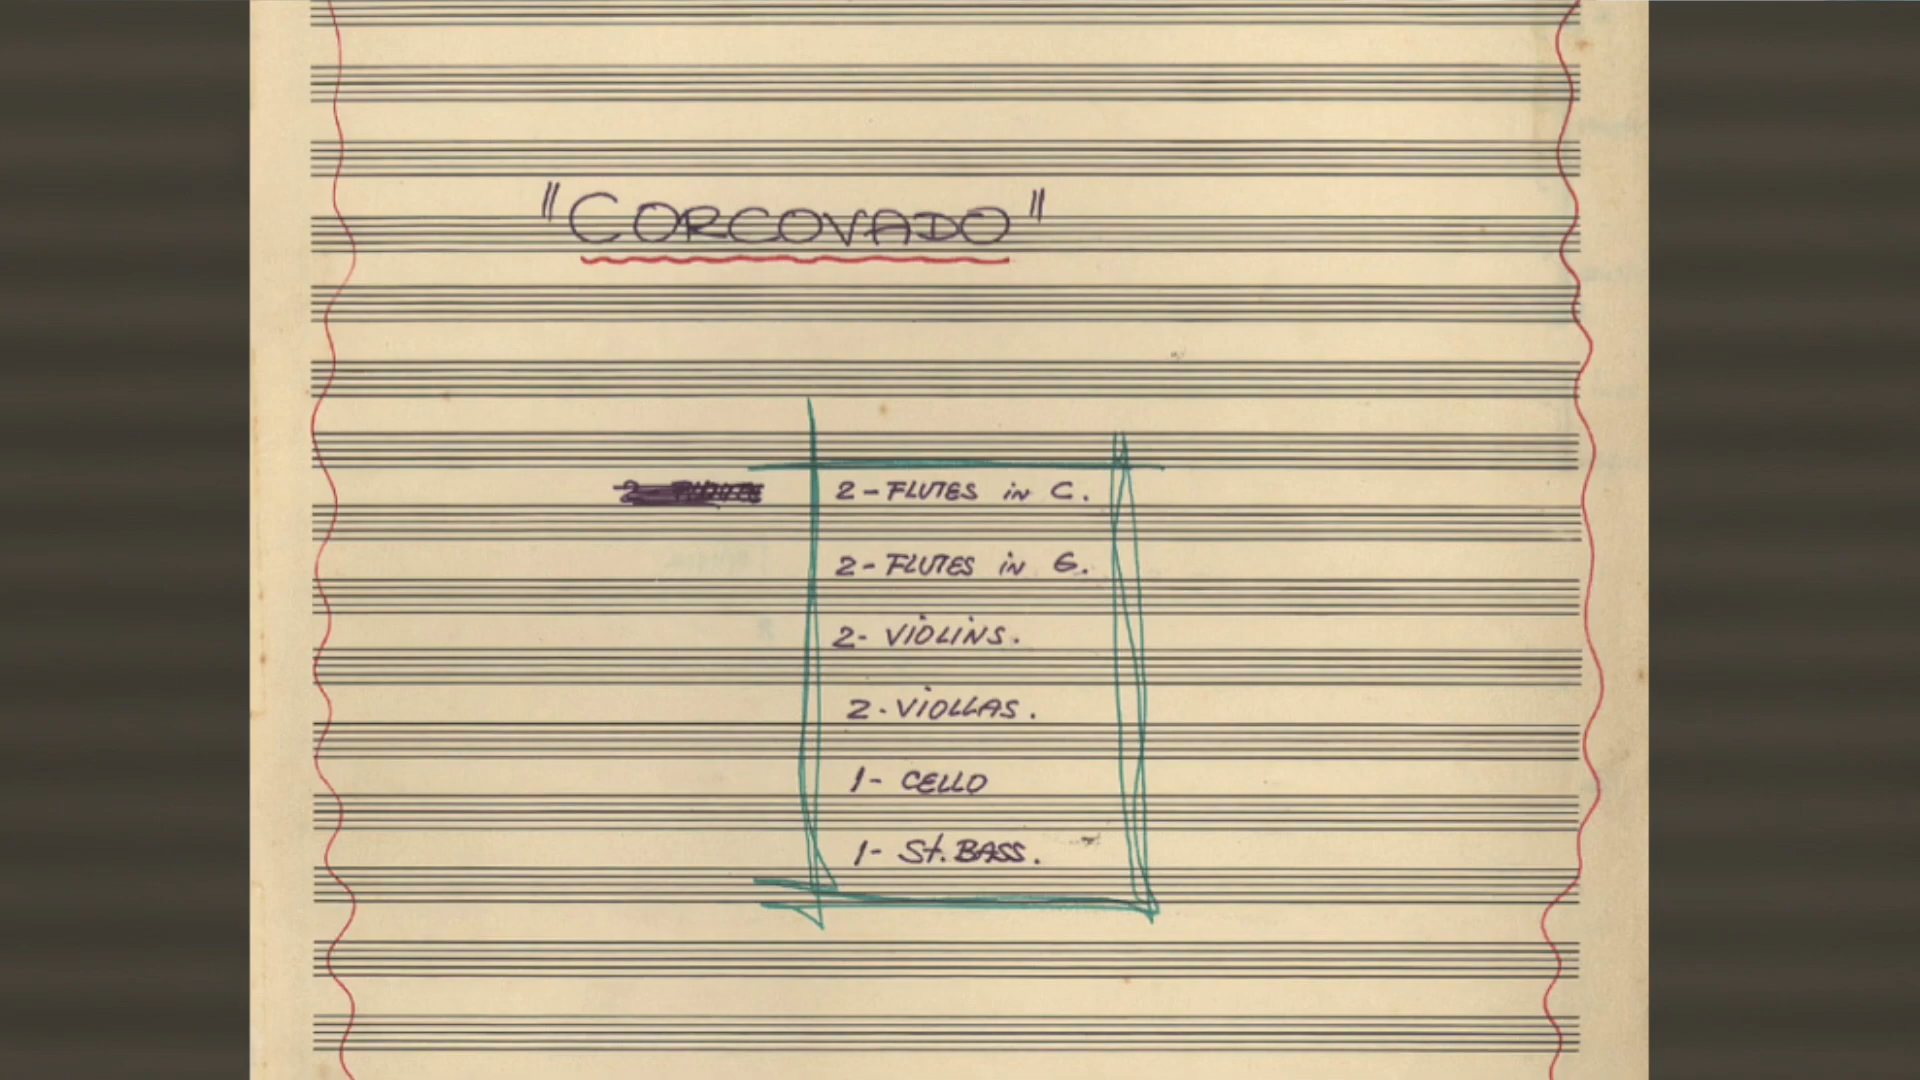 "CORCOVADO"
2-FLUTES in C.
2-FLUTES in G.
2-VIOLINS.
2-VIOLLAS.
1-CELLO
1-St.BASS.